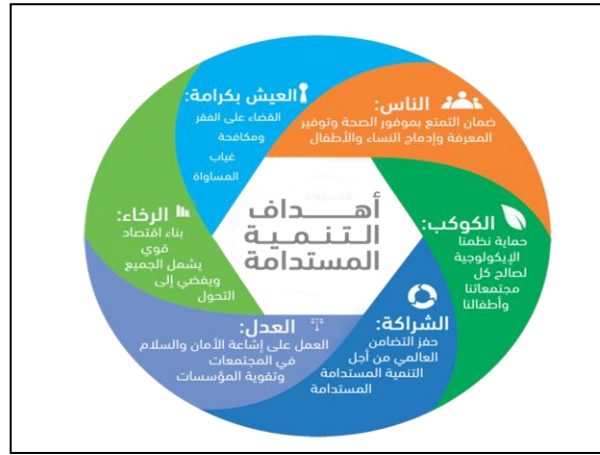 أهداف
التنمية
المستدامة
العيش بكرامة:
القضاء على الفقر
ومكافحة
غياب
المساواة
الناس:
ضمان التمتع بموفور الصحة وتوفير
المعرفة وإدماج النساء والأطفال
الكوكب:
حماية نظمنا
الإيكولوجية
لصالح كل
مجتمعاتنا
وأطفالنا
الشراكة:
حفز التضامن
العالمي من أجل
التنمية المستدامة
المستدامة
العدل:
العمل على إشاعة الأمان والسلام
في المجتمعات
وتقوية المؤسسات
الرخاء:
بناء اقتصاد
قوي
يشمل الجميع
ويفضي إلى
التحول